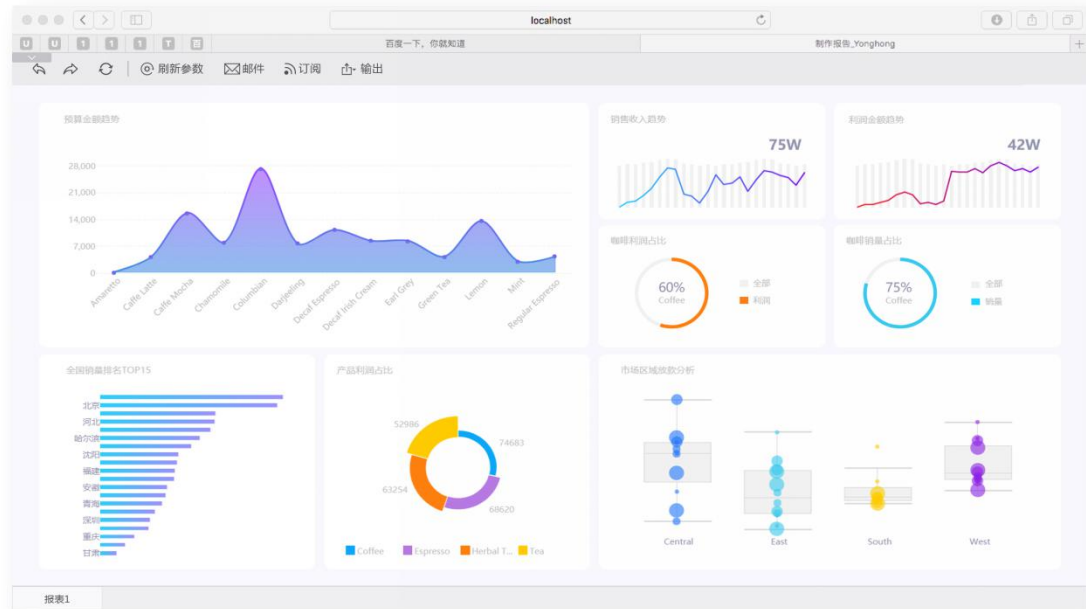 localhost
U U 1 1 1 T 百
百度一下，你就知道
制作报告_Yonghong
刷新参数 邮件 订阅 输出
预算金额趋势
28,000
21,000
14,000
7,000
0
Amaretto
Caffe Latte
Caffe Mocha
Chamomile
Columbian
Darjeeling
Decaf Espresso
Decaf Irish Cream
Earl Grey
Green Tea
Lemon
Mint
Regular Espresso
销售收入趋势
75W
利润金额趋势
42W
咖啡利润占比
60%
Coffee
全部
利润
咖啡销量占比
75%
Coffee
全部
销量
全国销量排名TOP15
北京
河北
哈尔滨
沈阳
福建
安徽
青海
深圳
重庆
甘肃
产品利润占比
52986
74683
63254
68620
Coffee Espresso Herbal T... Tea
市场区域放款分析
Central East South West
报表1